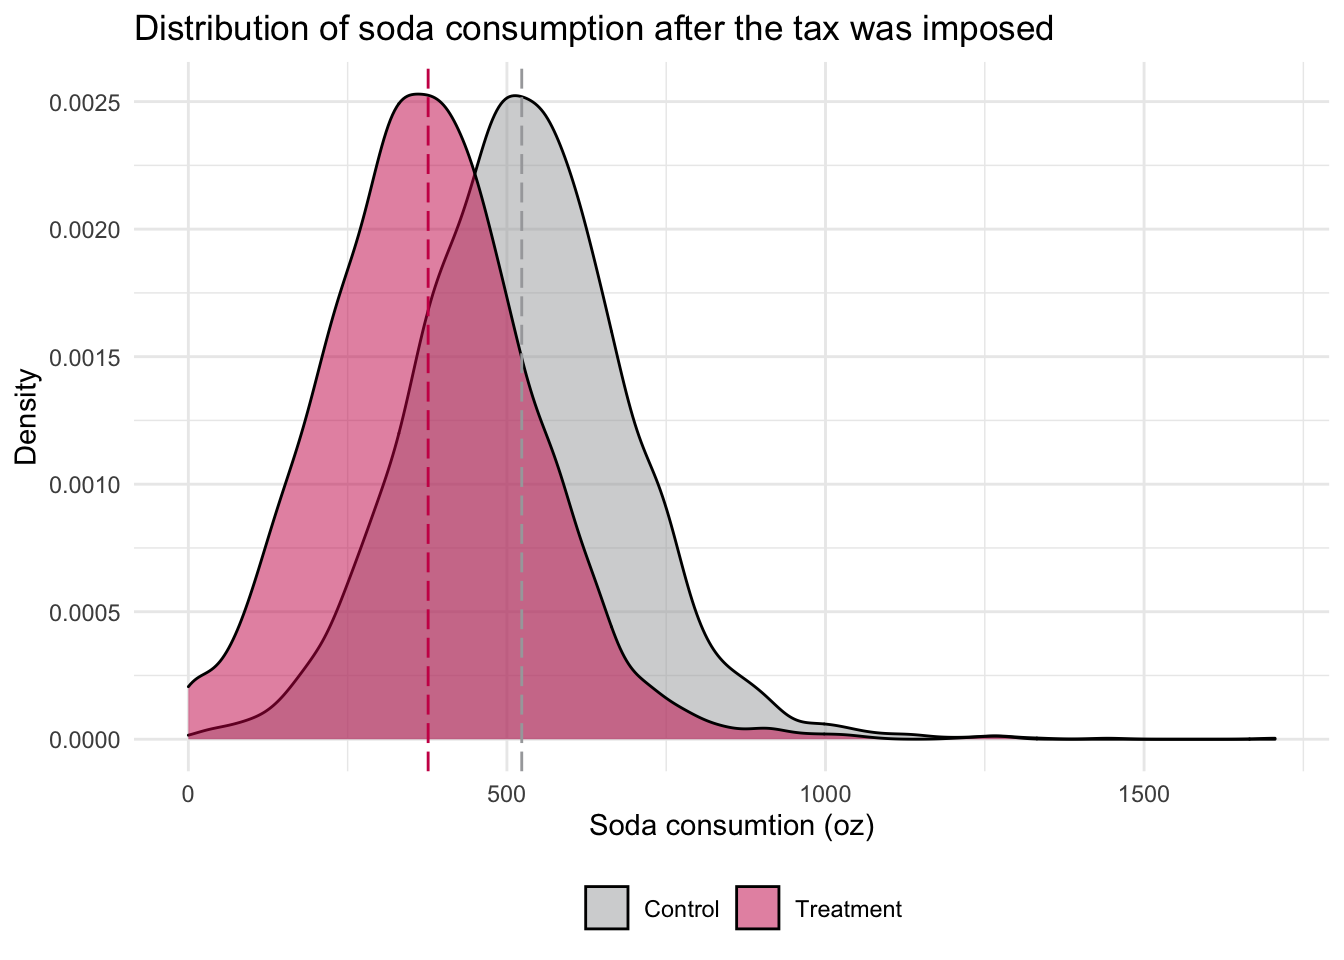 Distribution of soda consumption after the tax was imposed
0.0025
0.0020
0.0015
0.0010
0.0005
0.0000
Density
0 500 1000 1500
Soda consumtion (oz)
Control Treatment